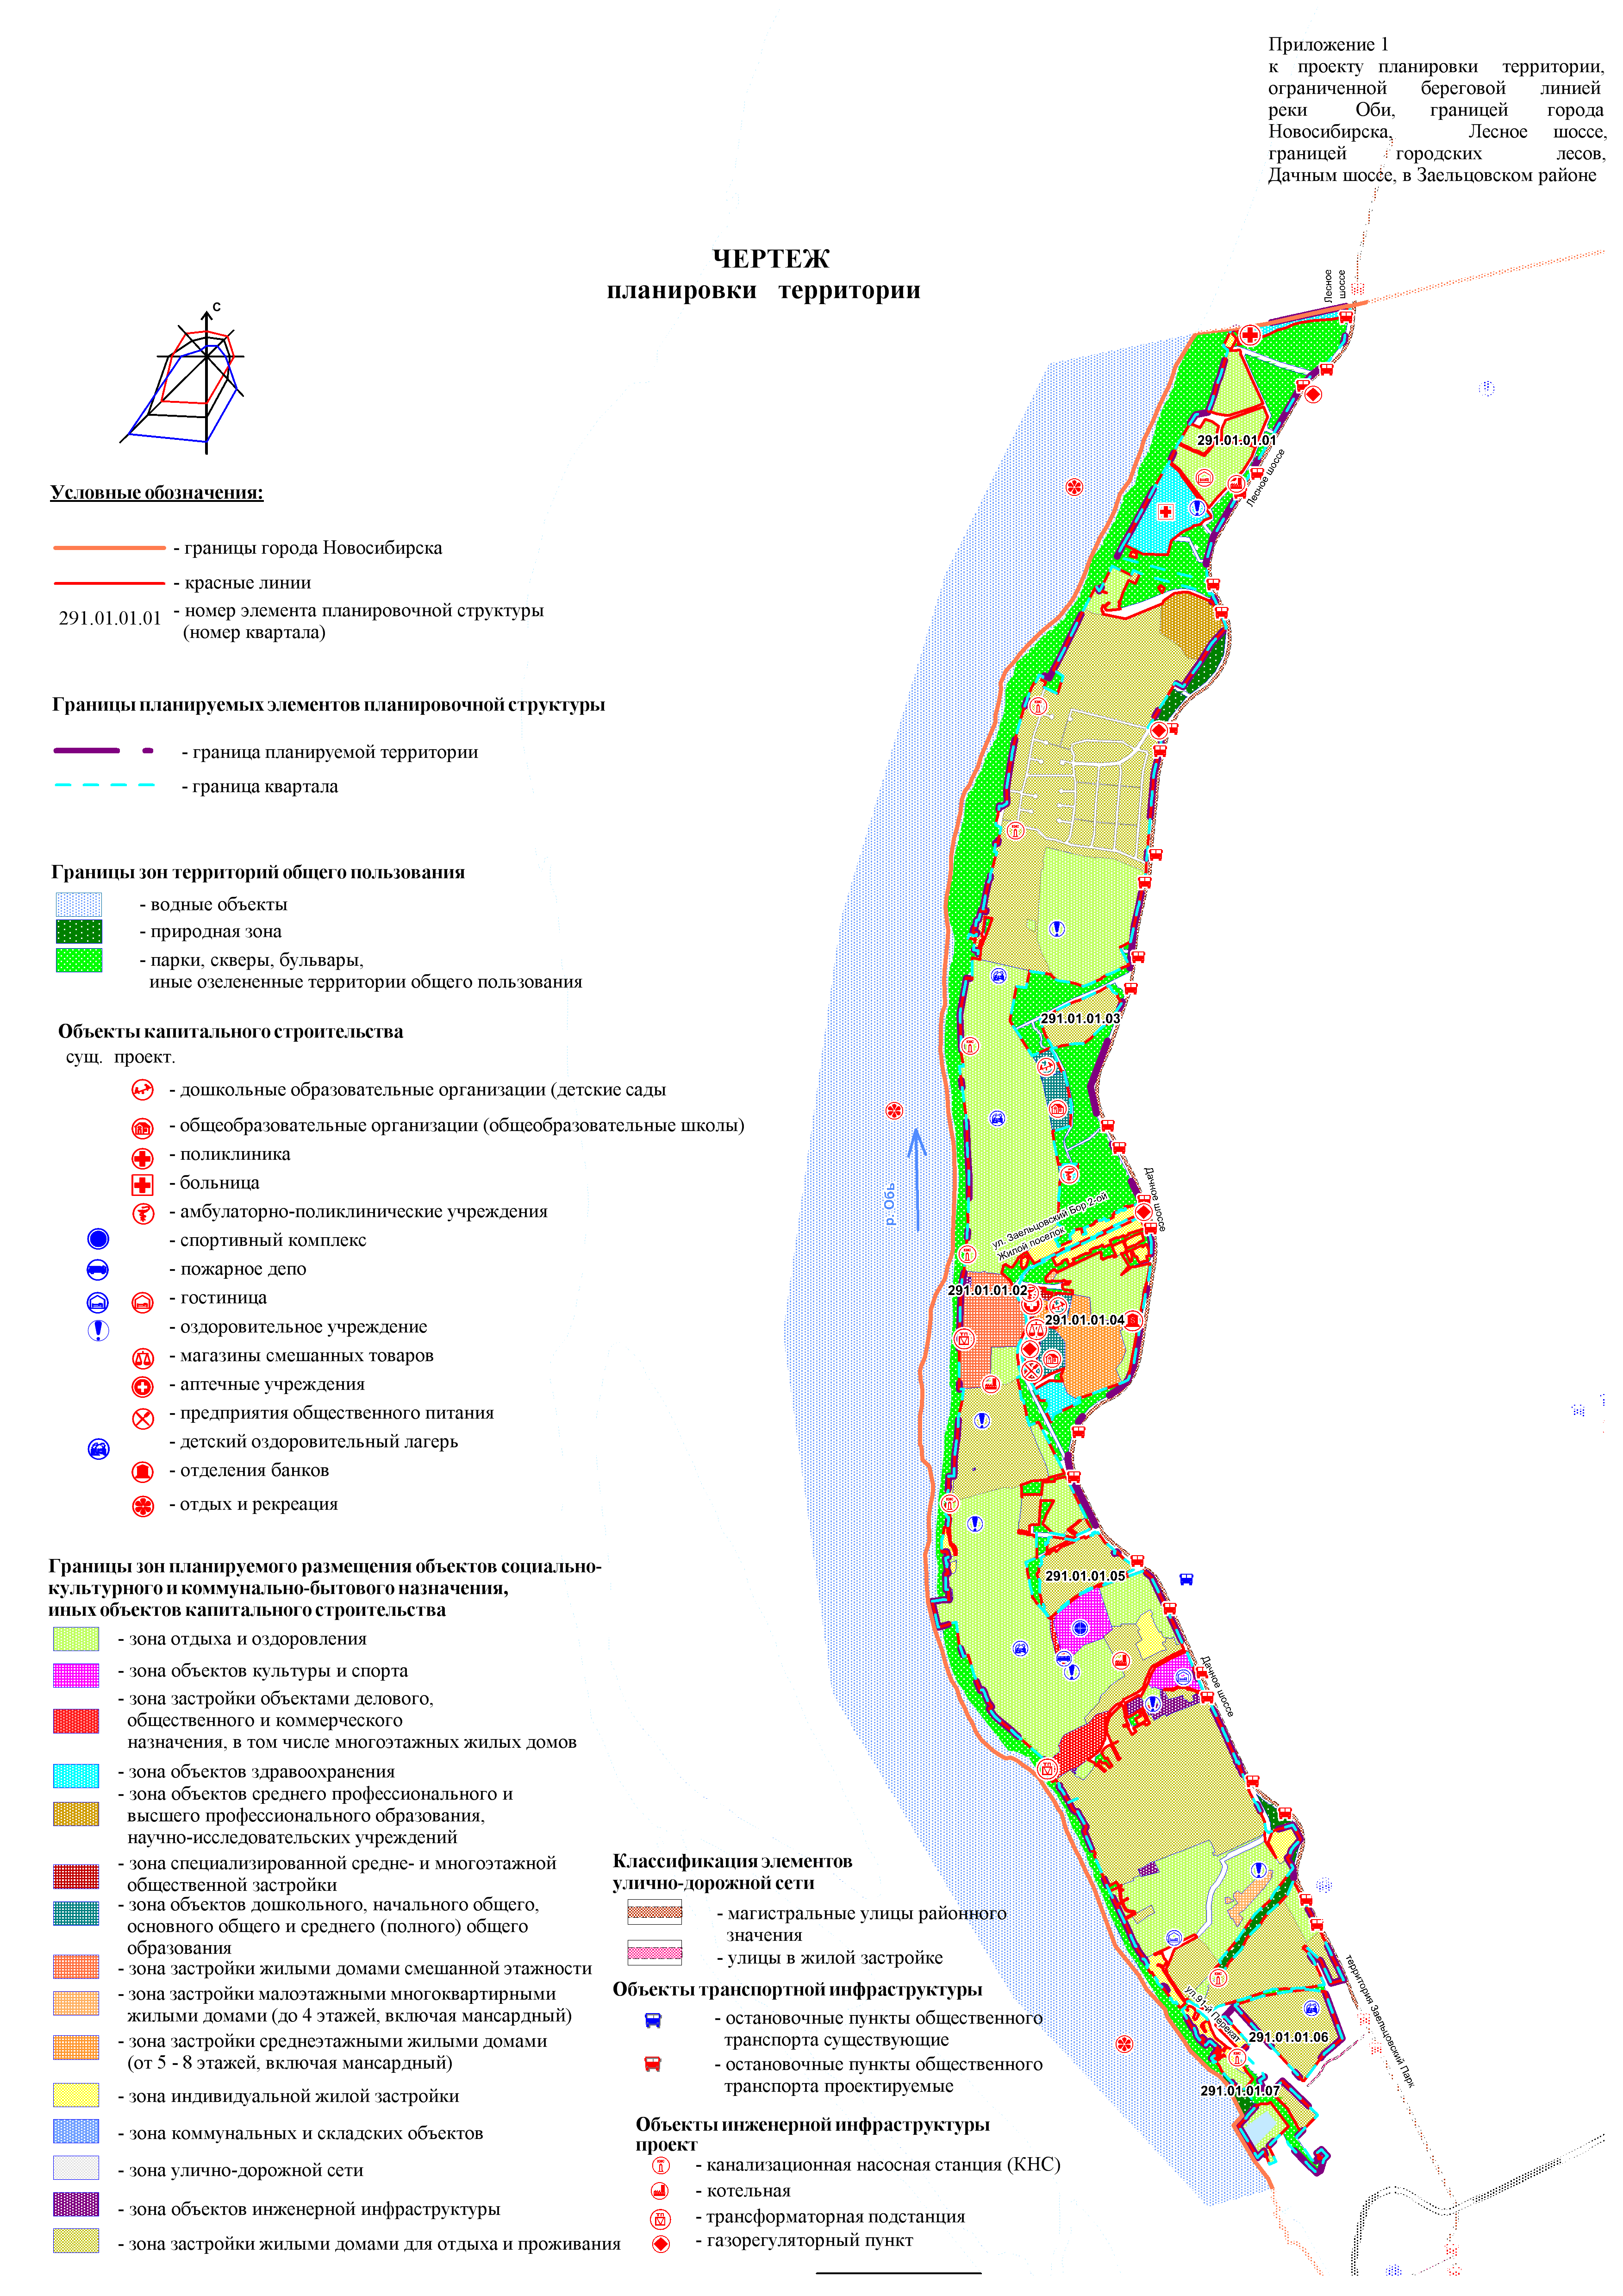 Приложение 1
к проекту планировки территории,
ограниченной береговой линией
реки Оби, границей города
Новосибирска, Лесное шоссе,
границей городских лесов,
Дачным шоссе, в Заельцовском районе
ЧЕРТЕЖ
планировки территории
С
Условные обозначения:
- границы города Новосибирска
- красные линии
291.01.01.01 - номер элемента планировочной структуры
(номер квартала)
Границы планируемых элементов планировочной структуры
- граница планируемой территории
- граница квартала
Границы зон территорий общего пользования
- водные объекты
- природная зона
- парки, скверы, бульвары,
иные озелененные территории общего пользования
Объекты капитального строительства
сущ. проект.
- дошкольные образовательные организации (детские сады
- общеобразовательные организации (общеобразовательные школы)
- поликлиника
- больница
- амбулаторно-поликлинические учреждения
- спортивный комплекс
- пожарное депо
- гостиница
- оздоровительное учреждение
- магазины смешанных товаров
- аптечные учреждения
- предприятия общественного питания
- детский оздоровительный лагерь
- отделения банков
- отдых и рекреация
Границы зон планируемого размещения объектов социально-
культурного и коммунально-бытового назначения,
иных объектов капитального строительства
- зона отдыха и оздоровления
- зона объектов культуры и спорта
- зона застройки объектами делового,
общественного и коммерческого
назначения, в том числе многоэтажных жилых домов
- зона объектов здравоохранения
- зона объектов среднего профессионального и
высшего профессионального образования,
научно-исследовательских учреждений
- зона специализированной средне- и многоэтажной
общественной застройки
- зона объектов дошкольного, начального общего,
основного общего и среднего (полного) общего
образования
- зона застройки жилыми домами смешанной этажности
- зона застройки малоэтажными многоквартирными
жилыми домами (до 4 этажей, включая мансардный)
- зона застройки среднеэтажными жилыми домами
(от 5 - 8 этажей, включая мансардный)
- зона индивидуальной жилой застройки
- зона коммунальных и складских объектов
- зона улично-дорожной сети
- зона объектов инженерной инфраструктуры
- зона застройки жилыми домами для отдыха и проживания
Классификация элементов
улично-дорожной сети
- магистральные улицы районного
значения
- улицы в жилой застройке
Объекты транспортной инфраструктуры
- остановочные пункты общественного
транспорта существующие
- остановочные пункты общественного
транспорта проектируемые
Объекты инженерной инфраструктуры
проект
- канализационная насосная станция (КНС)
- котельная
- трансформаторная подстанция
- газорегуляторный пункт
Лесное
шоссе
291.01.01.01
Лесное шоссе
291.01.01.03
р. Обь
Дачное шоссе
ул. Заельцовский Бор 2-ой
Жилой поселок
291.01.01.02
291.01.01.04
291.01.01.05
Дачное шоссе
территория Заельцовский Парк
ул.91-й Перекат
291.01.01.06
291.01.01.07